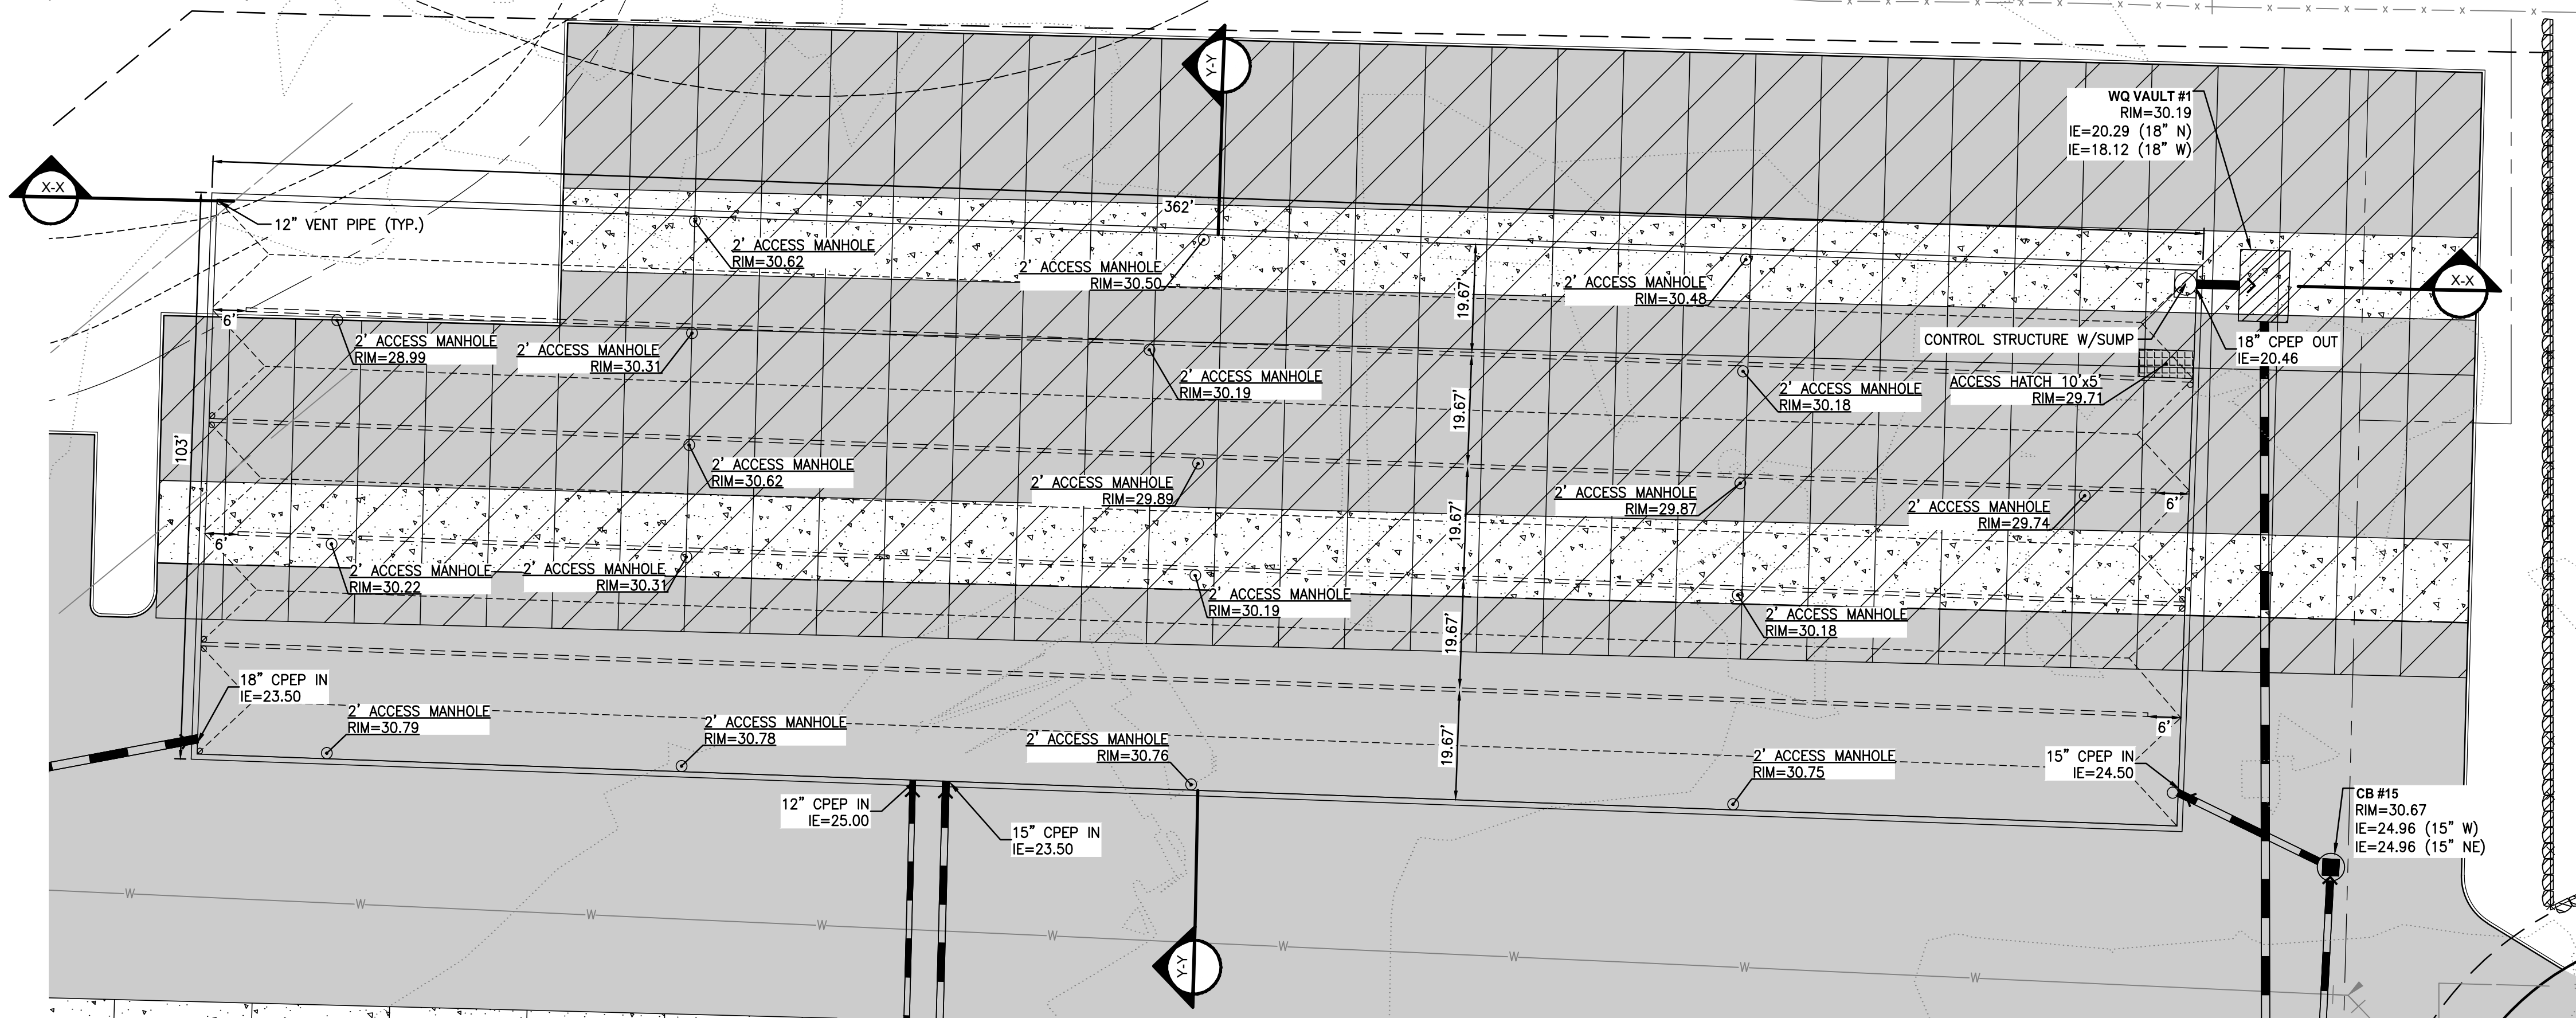 Y-Y
WQ VAULT #1
RIM=30.19
IE=20.29 (18" N)
IE=18.12 (18" W)
X-X
12" VENT PIPE (TYP.)
362'
2' ACCESS MANHOLE
RIM=30.62
2' ACCESS MANHOLE
RIM=30.50
2' ACCESS MANHOLE
RIM=30.48
19.67'
X-X
6'
2' ACCESS MANHOLE
RIM=28.99
2' ACCESS MANHOLE
RIM=30.31
2' ACCESS MANHOLE
RIM=30.19
2' ACCESS MANHOLE
RIM=30.18
CONTROL STRUCTURE W/SUMP
18" CPEP OUT
IE=20.46
ACCESS HATCH 10'x5'
RIM=29.71
19.67'
103'
2' ACCESS MANHOLE
RIM=30.62
2' ACCESS MANHOLE
RIM=29.89
2' ACCESS MANHOLE
RIM=29.87
2' ACCESS MANHOLE
RIM=29.74
6'
19.67'
6'
2' ACCESS MANHOLE
RIM=30.22
2' ACCESS MANHOLE
RIM=30.31
2' ACCESS MANHOLE
RIM=30.19
2' ACCESS MANHOLE
RIM=30.18
19.67'
18" CPEP IN
IE=23.50
2' ACCESS MANHOLE
RIM=30.79
2' ACCESS MANHOLE
RIM=30.78
2' ACCESS MANHOLE
RIM=30.76
19.67'
2' ACCESS MANHOLE
RIM=30.75
6'
15" CPEP IN
IE=24.50
12" CPEP IN
IE=25.00
15" CPEP IN
IE=23.50
CB #15
RIM=30.67
IE=24.96 (15" W)
IE=24.96 (15" NE)
W W W W W W W W W
Y-Y